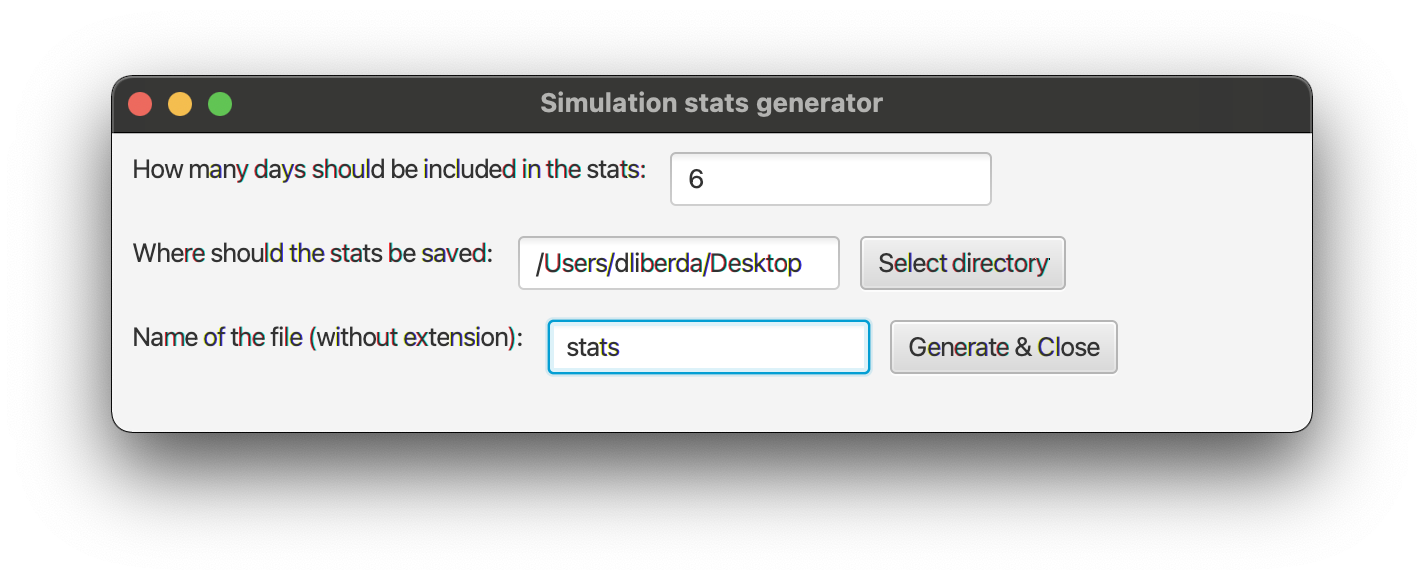 Simulation stats generator
How many days should be included in the stats: 6
Where should the stats be saved: /Users/dliberda/Desktop Select directory
Name of the file (without extension): stats Generate & Close